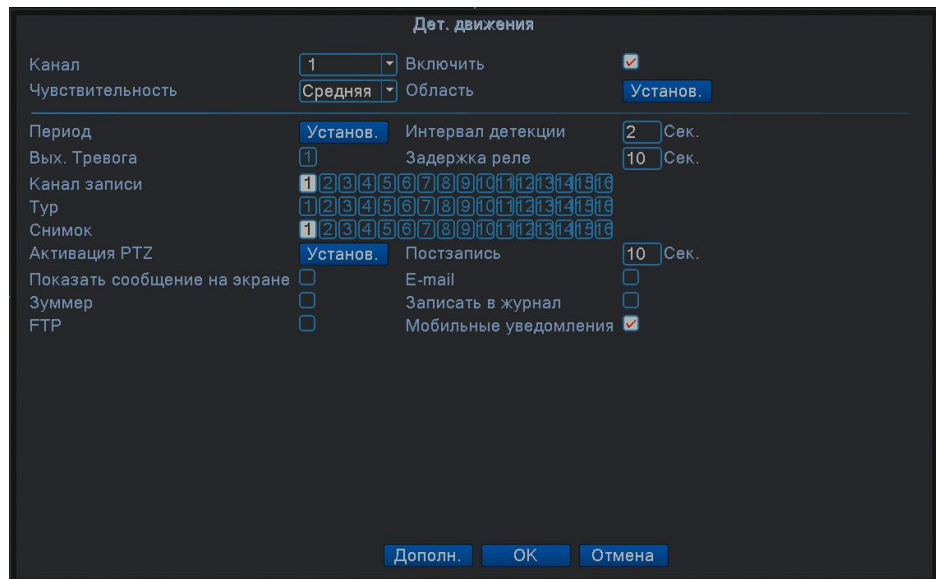 Дет. движения
Канал 1 Включить
Чувствительность Средняя Область Установ.
Период Установ. Интервал детекции 2 Сек.
Вых. Тревога 1 Задержка реле 10 Сек.
Канал записи 1 2 3 4 5 6 7 8 9 10 11 12 13 14 15 16
Тур 1 2 3 4 5 6 7 8 9 10 11 12 13 14 15 16
Снимок 1 2 3 4 5 6 7 8 9 10 11 12 13 14 15 16
Активация PTZ Установ. Постзапись 10 Сек.
Показать сообщение на экране E-mail
Зуммер Записать в журнал
FTP Мобильные уведомления
Дополн. OK Отмена